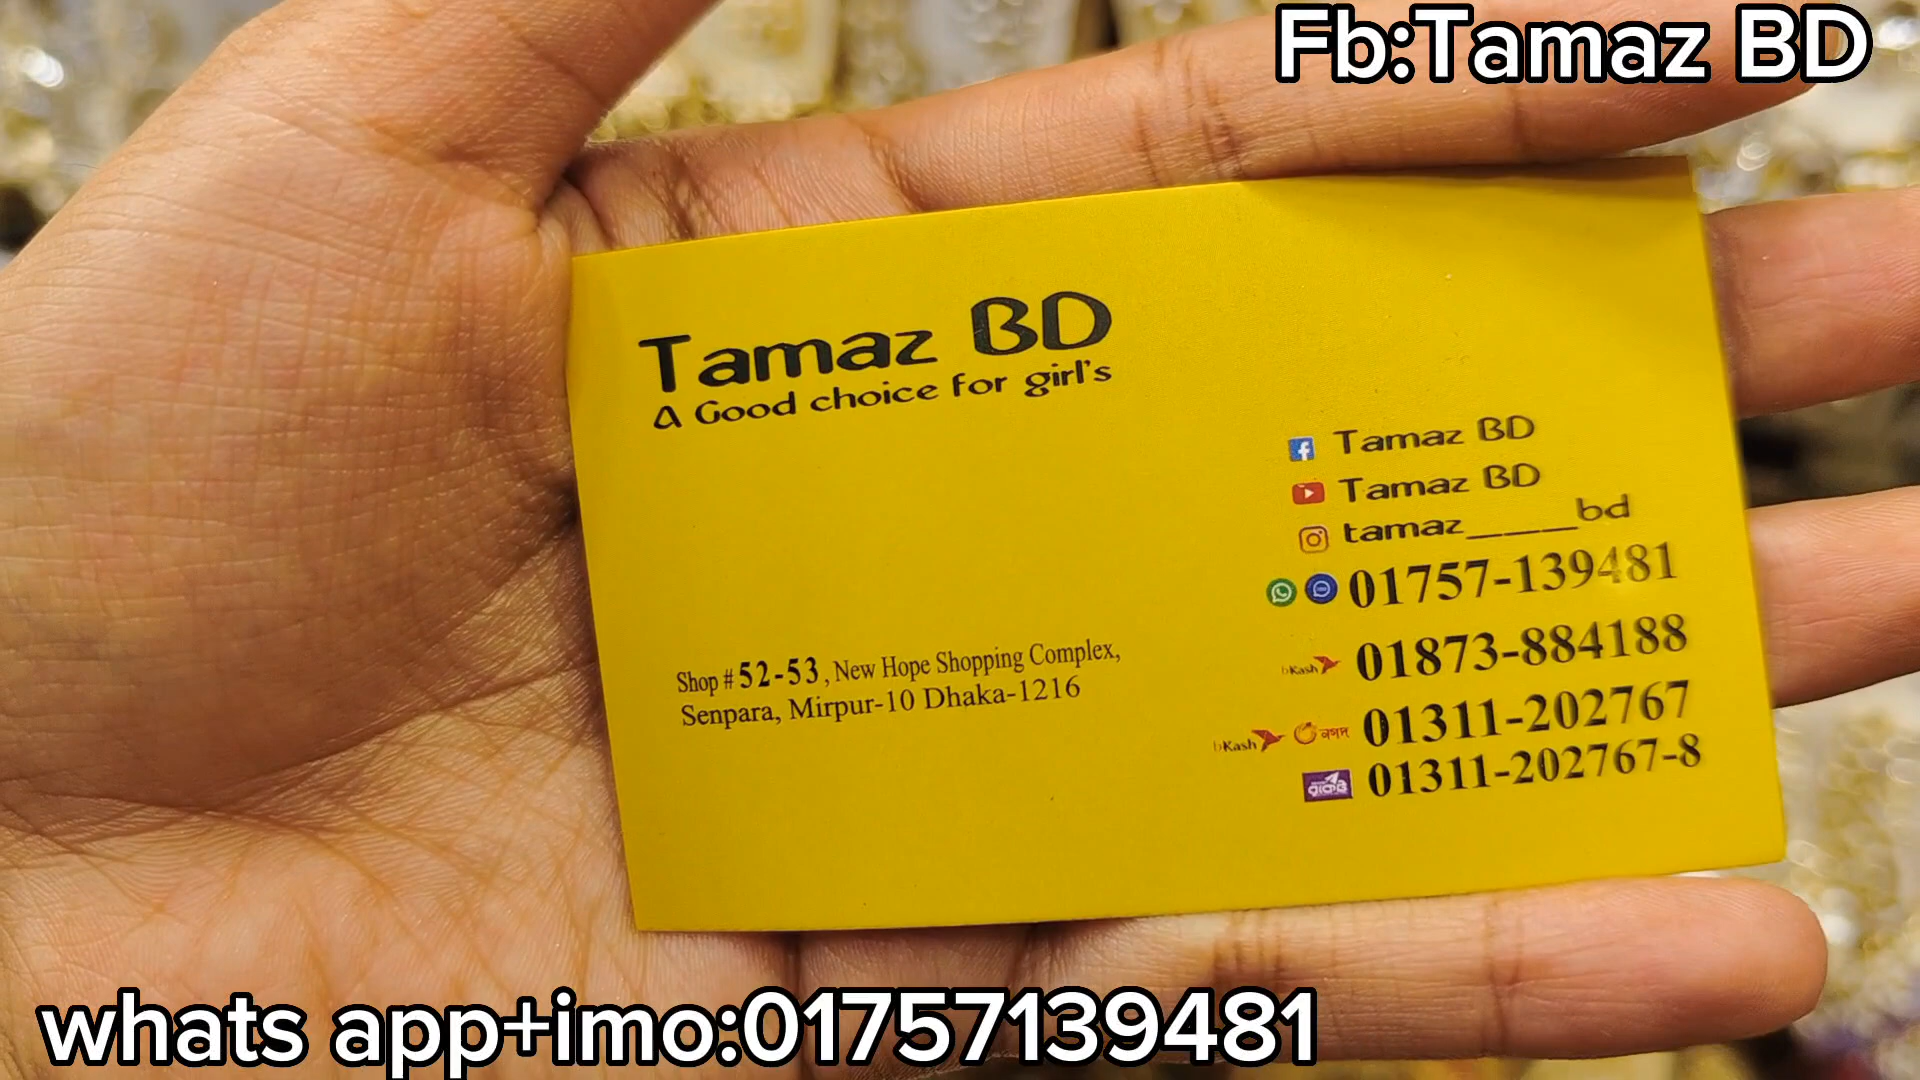 Fb:Tamaz BD
Tamaz BD
A Good choice for girl's
Tamaz BD
Tamaz BD
tamaz____bd
01757-139481
bKash 01873-884188
bKash নগদ 01311-202767
রকেট 01311-202767-8
Shop # 52-53, New Hope Shopping Complex,
Senpara, Mirpur-10 Dhaka-1216
whats app+imo:01757139481